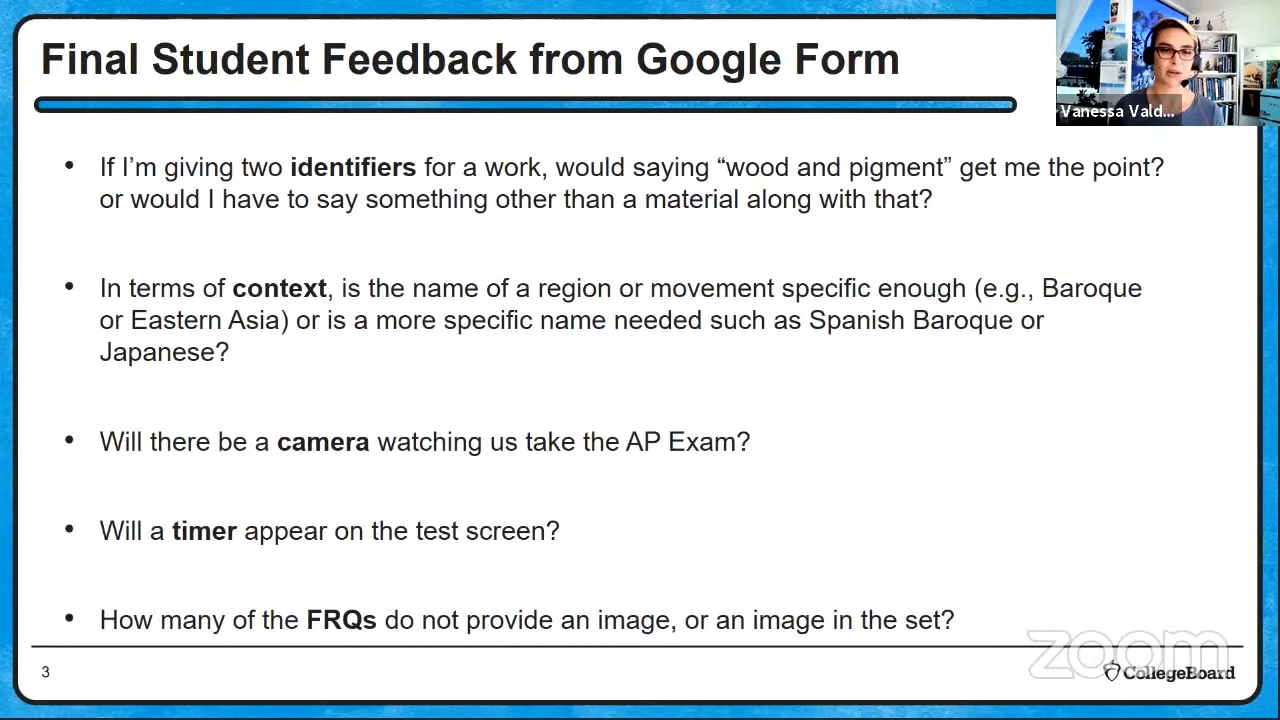 Final Student Feedback from Google Form
Vanessa Vald...
• If I’m giving two identifiers for a work, would saying “wood and pigment” get me the point?
or would I have to say something other than a material along with that?
• In terms of context, is the name of a region or movement specific enough (e.g., Baroque
or Eastern Asia) or is a more specific name needed such as Spanish Baroque or
Japanese?
• Will there be a camera watching us take the AP Exam?
• Will a timer appear on the test screen?
• How many of the FRQs do not provide an image, or an image in the set?
zoom
3
CollegeBoard